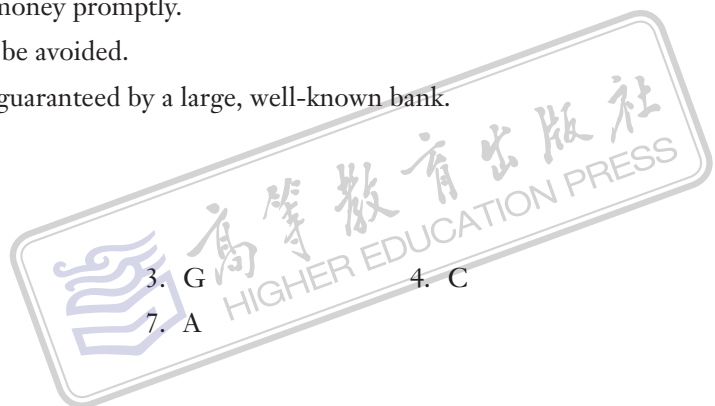 money promptly.
be avoided.
guaranteed by a large, well-known bank.
高等教育出版社
HIGHER EDUCATION PRESS
3. G 4. C
7. A